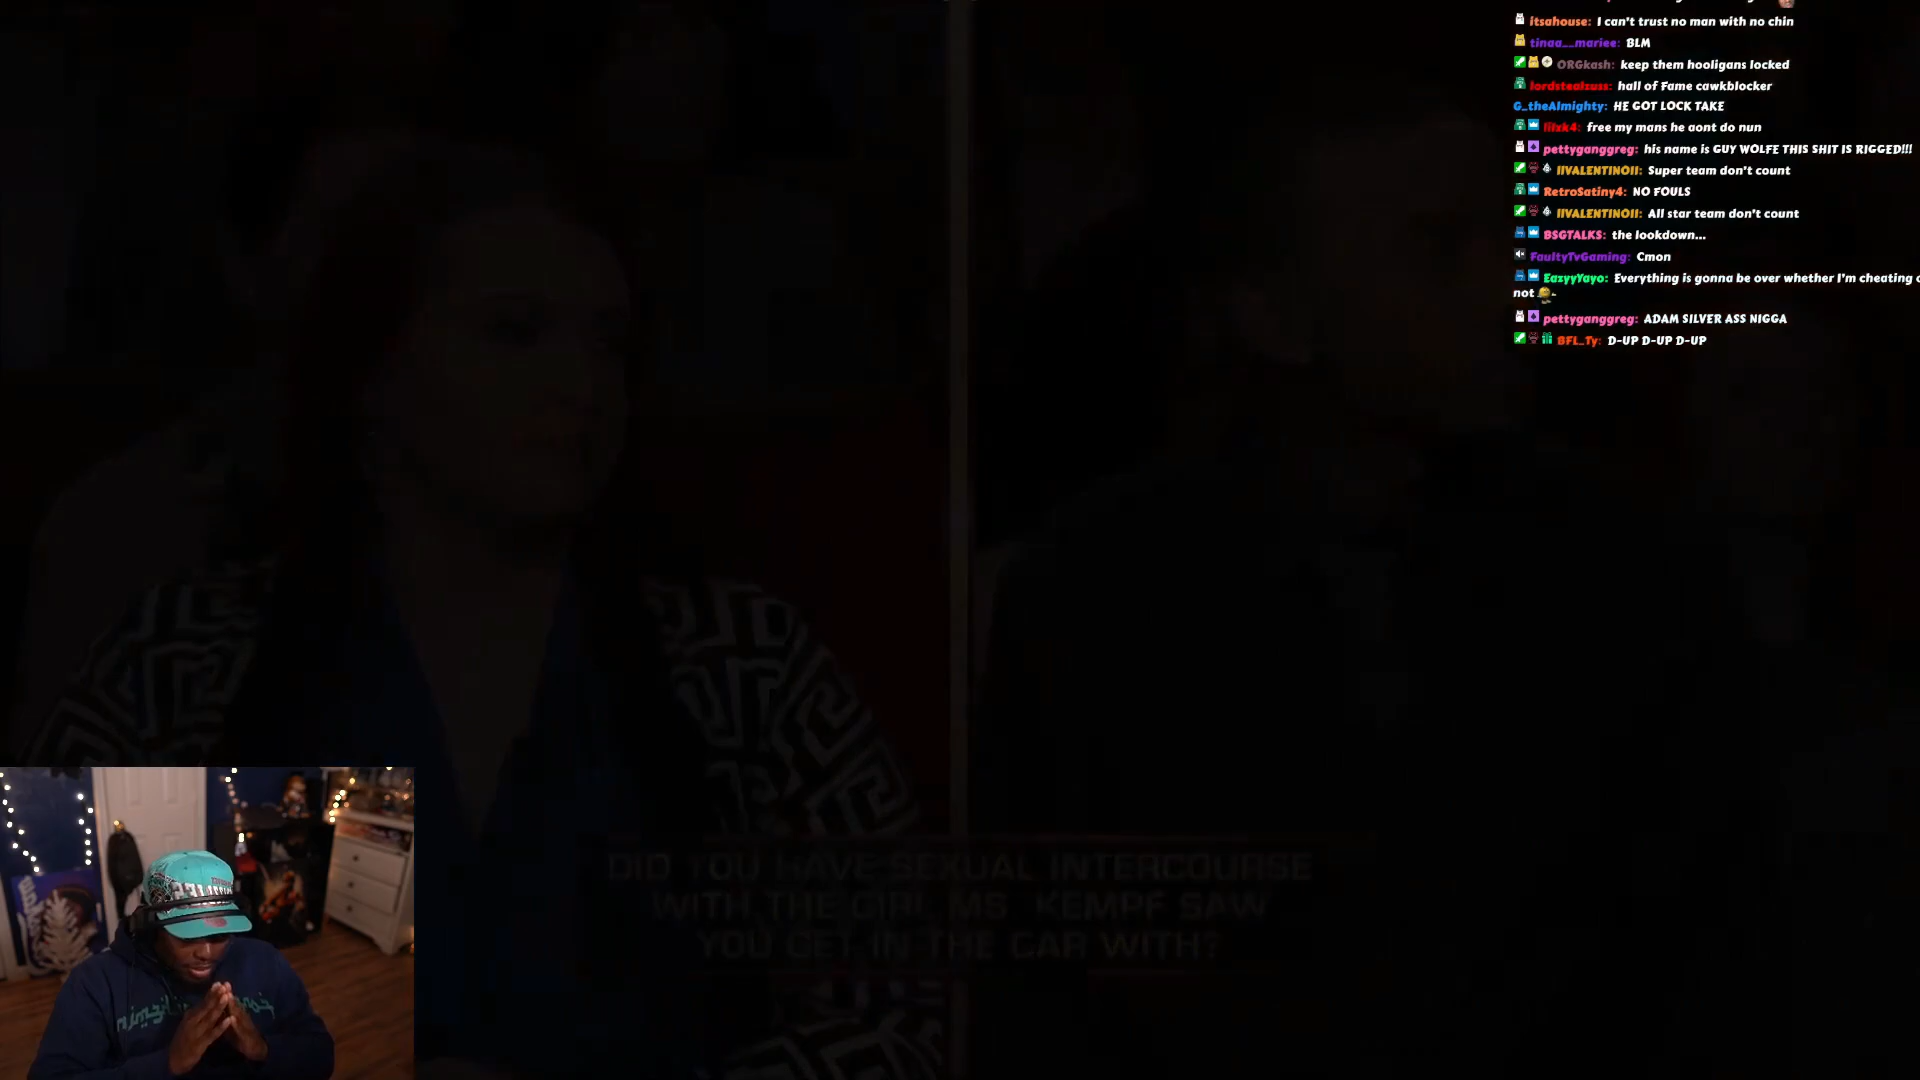 itsahouse: I can't trust no man with no chin
tinaa__mariee: BLM
ORGkash: keep them hooligans locked
lordstealzuss: hall of Fame cawkblocker
G_theAlmighty: HE GOT LOCK TAKE
lilzk4: free my mans he aont do nun
pettyganggreg: his name is GUY WOLFE THIS SHIT IS RIGGED!!!
IIVALENTINOII: Super team don't count
RetroSatiny4: NO FOULS
IIVALENTINOII: All star team don't count
BSGTALKS: the lookdown...
FaultyTvGaming: Cmon
EazyyYayo: Everything is gonna be over whether I'm cheating
not
pettyganggreg: ADAM SILVER ASS NIGGA
BFL_Ty: D-UP D-UP D-UP
DID YOU HAVE SEXUAL INTERCOURSE
WITH THE GIRL MS. KEMPF SAW
YOU GET IN THE CAR WITH?